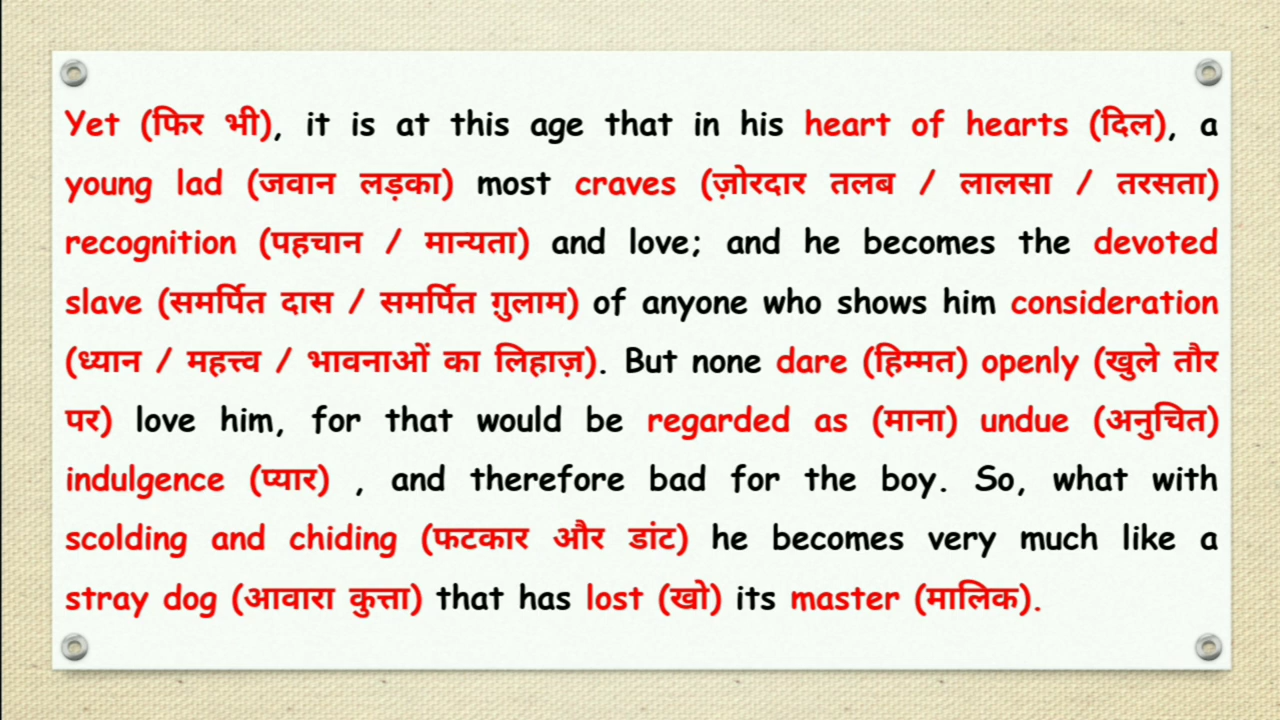 Yet (फिर भी), it is at this age that in his heart of hearts (दिल), a
young lad (जवान लड़का) most craves (ज़ोरदार तलब / लालसा / तरसता)
recognition (पहचान / मान्यता) and love; and he becomes the devoted
slave (समर्पित दास / समर्पित ग़ुलाम) of anyone who shows him consideration
(ध्यान / महत्त्व / भावनाओं का लिहाज़). But none dare (हिम्मत) openly (खुले तौर
पर) love him, for that would be regarded as (माना) undue (अनुचित)
indulgence (प्यार) , and therefore bad for the boy. So, what with
scolding and chiding (फटकार और डांट) he becomes very much like a
stray dog (आवारा कुत्ता) that has lost (खो) its master (मालिक).